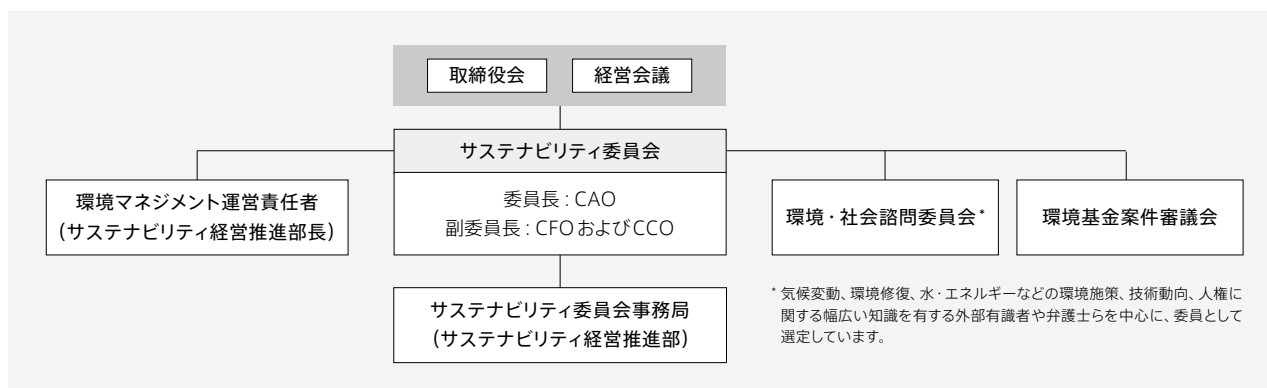 取締役会
経営会議
サステナビリティ委員会
委員長 : CAO
副委員長 : CFOおよびCCO
環境マネジメント運営責任者
(サステナビリティ経営推進部長)
環境・社会諮問委員会*
環境基金案件審議会
サステナビリティ委員会事務局
(サステナビリティ経営推進部)
* 気候変動、環境修復、水・エネルギーなどの環境施策、技術動向、人権に
関する幅広い知識を有する外部有識者や弁護士らを中心に、委員として
選定しています。